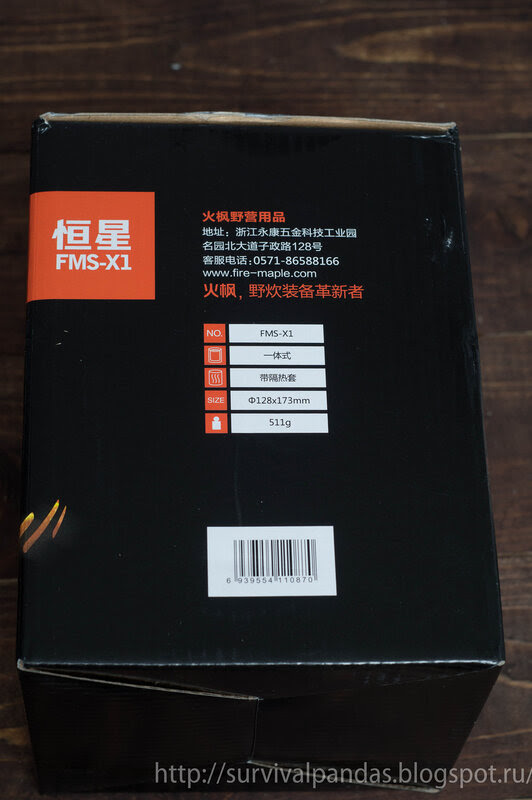 恒星
FMS-X1
火枫野营用品
地址：浙江永康五金科技工业园
名园北大道子政路128号
客服电话:0571-86588166
www.fire-maple.com
火枫，野炊装备革新者
NO. FMS-X1
一体式
带隔热套
SIZE Φ128x173mm
511g
6 939554 110870
http://survivalpandas.blogspot.ru/